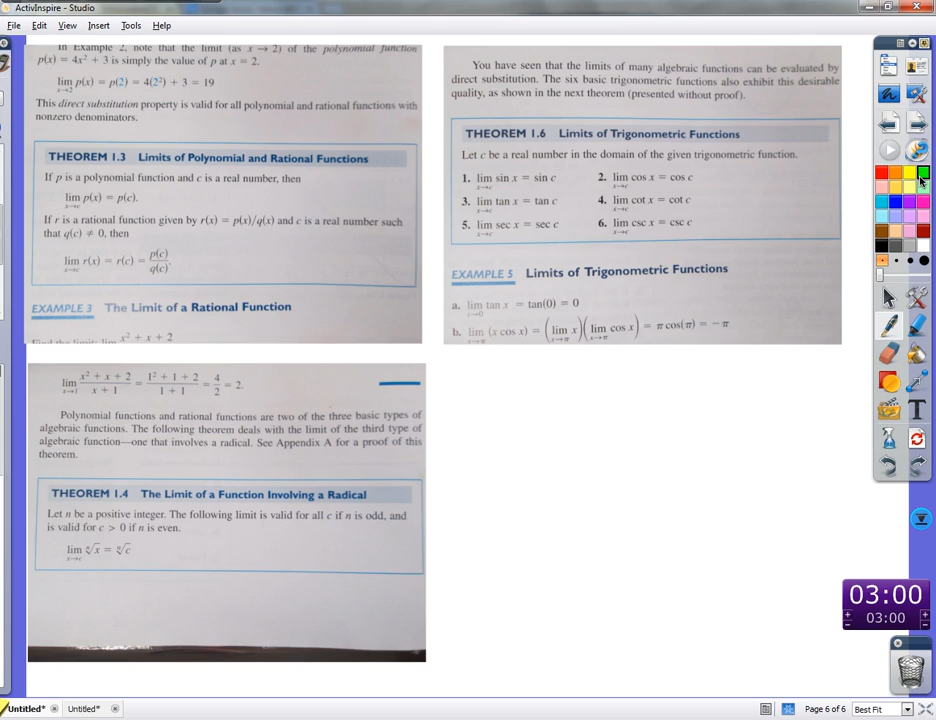 ActivInspire - Studio
File Edit View Insert Tools Help
In Example 2, note that the limit (as x → 2) of the polynomial function
p(x) = 4x² + 3 is simply the value of p at x = 2.
lim p(x) = p(2) = 4(2²) + 3 = 19
x→2
This direct substitution property is valid for all polynomial and rational functions with
nonzero denominators.
THEOREM 1.3 Limits of Polynomial and Rational Functions
If p is a polynomial function and c is a real number, then
lim p(x) = p(c).
x→c
If r is a rational function given by r(x) = p(x)/q(x) and c is a real number such
that q(c) ≠ 0, then
lim r(x) = r(c) = p(c)/q(c).
x→c
EXAMPLE 3 The Limit of a Rational Function
Find the limit: lim x² + x + 2
lim (x² + x + 2)/(x + 1) = (1² + 1 + 2)/(1 + 1) = 4/2 = 2.
x→1
Polynomial functions and rational functions are two of the three basic types of
algebraic functions. The following theorem deals with the limit of the third type of
algebraic function—one that involves a radical. See Appendix A for a proof of this
theorem.
THEOREM 1.4 The Limit of a Function Involving a Radical
Let n be a positive integer. The following limit is valid for all c if n is odd, and
is valid for c > 0 if n is even.
lim ⁿ√x = ⁿ√c
x→c
You have seen that the limits of many algebraic functions can be evaluated by
direct substitution. The six basic trigonometric functions also exhibit this desirable
quality, as shown in the next theorem (presented without proof).
THEOREM 1.6 Limits of Trigonometric Functions
Let c be a real number in the domain of the given trigonometric function.
1. lim sin x = sin c 2. lim cos x = cos c
x→c x→c
3. lim tan x = tan c 4. lim cot x = cot c
x→c x→c
5. lim sec x = sec c 6. lim csc x = csc c
x→c x→c
EXAMPLE 5 Limits of Trigonometric Functions
a. lim tan x = tan(0) = 0
x→0
b. lim (x cos x) = (lim x)(lim cos x) = π cos(π) = −π
x→π x→π x→π
03:00
03:00
Untitled* Untitled*
Page 6 of 6 Best Fit